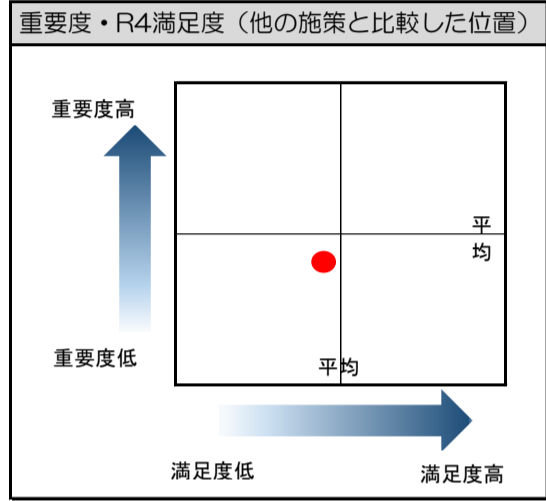 重要度・R4満足度（他の施策と比較した位置）
重要度高
平
均
重要度低
平均
満足度低
満足度高